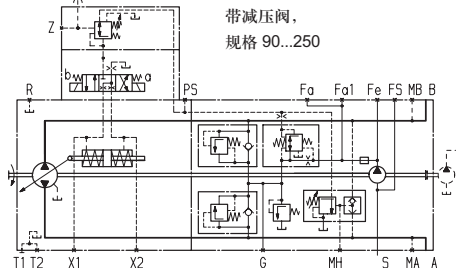 带减压阀，
规格 90...250
Z
b
a
R
PS
Fa
Fa1
Fe
FS
MB
B
T1
T2
X1
X2
G
MH
S
MA
A